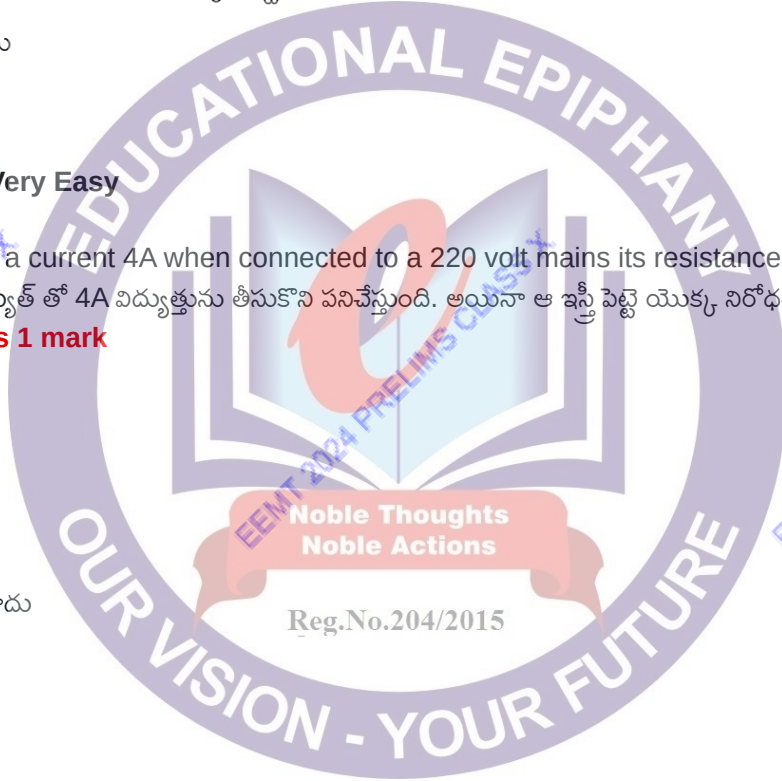 EDUCATIONAL EPIPHANY
Very Easy
a current 4A when connected to a 220 volt mains its resistance
త్ తో 4A విద్యుత్తును తీసుకొని పనిచేస్తుంది. అయినా ఆ ఇస్త్రీ పెట్టె యొక్క నిరోధ
s 1 mark
EEMT 2024 PRELIMS CLASS X
Noble Thoughts
Noble Actions
Reg.No.204/2015
OUR VISION - YOUR FUTURE